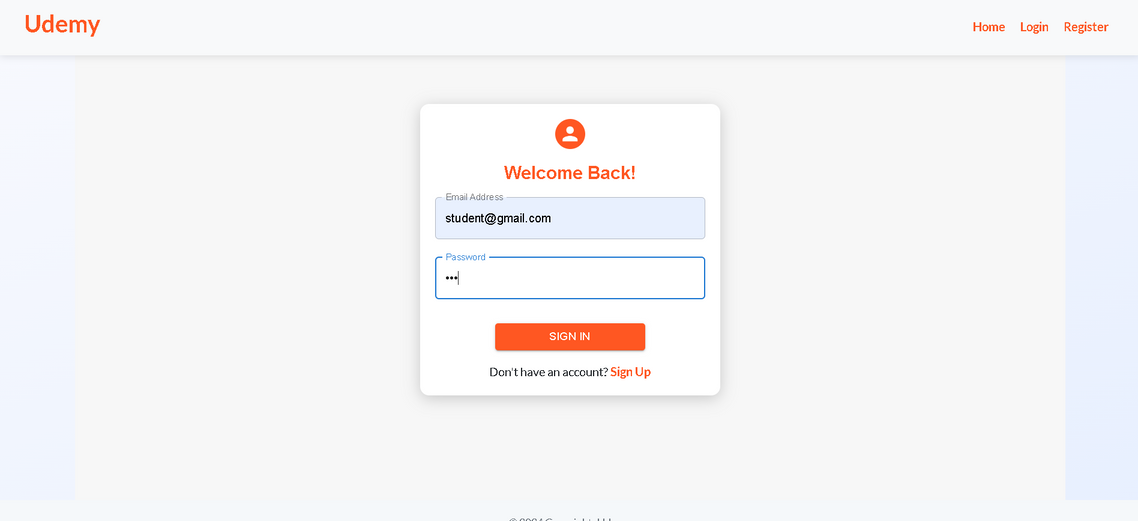 Udemy
Home Login Register
Welcome Back!
Email Address
student@gmail.com
Password
•••
SIGN IN
Don't have an account? Sign Up